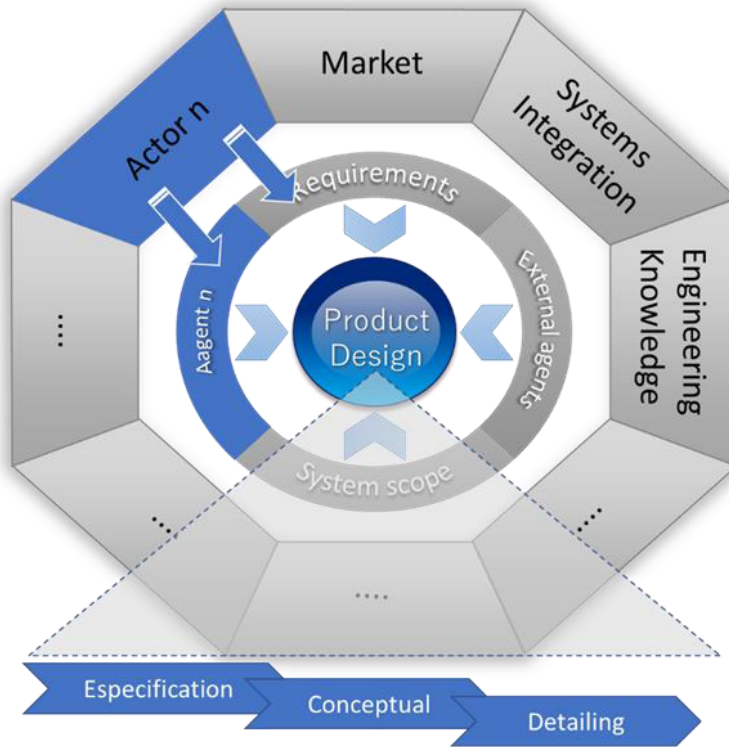 Market
Actor n
Systems
Integration
Requirements
Engineering
Knowledge
External agents
Aagent n
Product
Design
....
....
....
System scope
....
Especification
Conceptual
Detailing